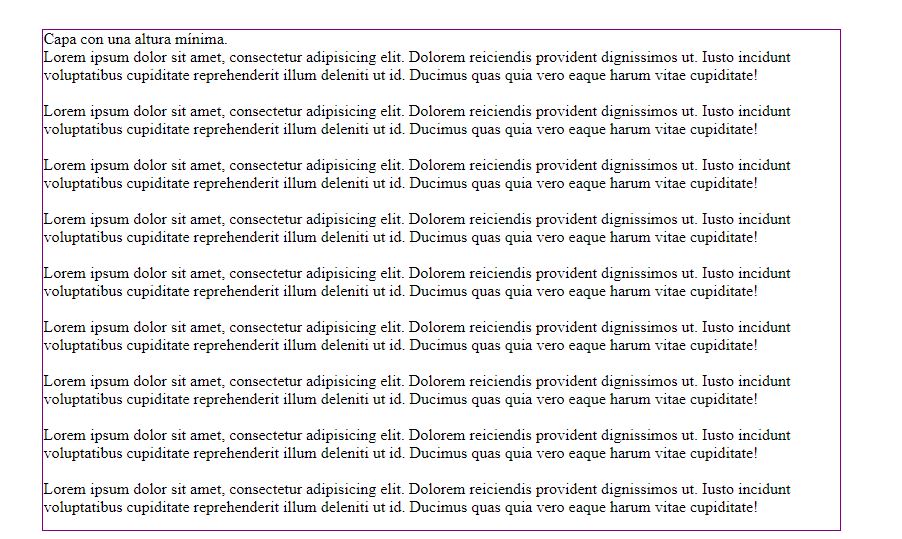 Capa con una altura mínima.
Lorem ipsum dolor sit amet, consectetur adipisicing elit. Dolorem reiciendis provident dignissimos ut. Iusto incidunt
voluptatibus cupiditate reprehenderit illum deleniti ut id. Ducimus quas quia vero eaque harum vitae cupiditate!
Lorem ipsum dolor sit amet, consectetur adipisicing elit. Dolorem reiciendis provident dignissimos ut. Iusto incidunt
voluptatibus cupiditate reprehenderit illum deleniti ut id. Ducimus quas quia vero eaque harum vitae cupiditate!
Lorem ipsum dolor sit amet, consectetur adipisicing elit. Dolorem reiciendis provident dignissimos ut. Iusto incidunt
voluptatibus cupiditate reprehenderit illum deleniti ut id. Ducimus quas quia vero eaque harum vitae cupiditate!
Lorem ipsum dolor sit amet, consectetur adipisicing elit. Dolorem reiciendis provident dignissimos ut. Iusto incidunt
voluptatibus cupiditate reprehenderit illum deleniti ut id. Ducimus quas quia vero eaque harum vitae cupiditate!
Lorem ipsum dolor sit amet, consectetur adipisicing elit. Dolorem reiciendis provident dignissimos ut. Iusto incidunt
voluptatibus cupiditate reprehenderit illum deleniti ut id. Ducimus quas quia vero eaque harum vitae cupiditate!
Lorem ipsum dolor sit amet, consectetur adipisicing elit. Dolorem reiciendis provident dignissimos ut. Iusto incidunt
voluptatibus cupiditate reprehenderit illum deleniti ut id. Ducimus quas quia vero eaque harum vitae cupiditate!
Lorem ipsum dolor sit amet, consectetur adipisicing elit. Dolorem reiciendis provident dignissimos ut. Iusto incidunt
voluptatibus cupiditate reprehenderit illum deleniti ut id. Ducimus quas quia vero eaque harum vitae cupiditate!
Lorem ipsum dolor sit amet, consectetur adipisicing elit. Dolorem reiciendis provident dignissimos ut. Iusto incidunt
voluptatibus cupiditate reprehenderit illum deleniti ut id. Ducimus quas quia vero eaque harum vitae cupiditate!
Lorem ipsum dolor sit amet, consectetur adipisicing elit. Dolorem reiciendis provident dignissimos ut. Iusto incidunt
voluptatibus cupiditate reprehenderit illum deleniti ut id. Ducimus quas quia vero eaque harum vitae cupiditate!